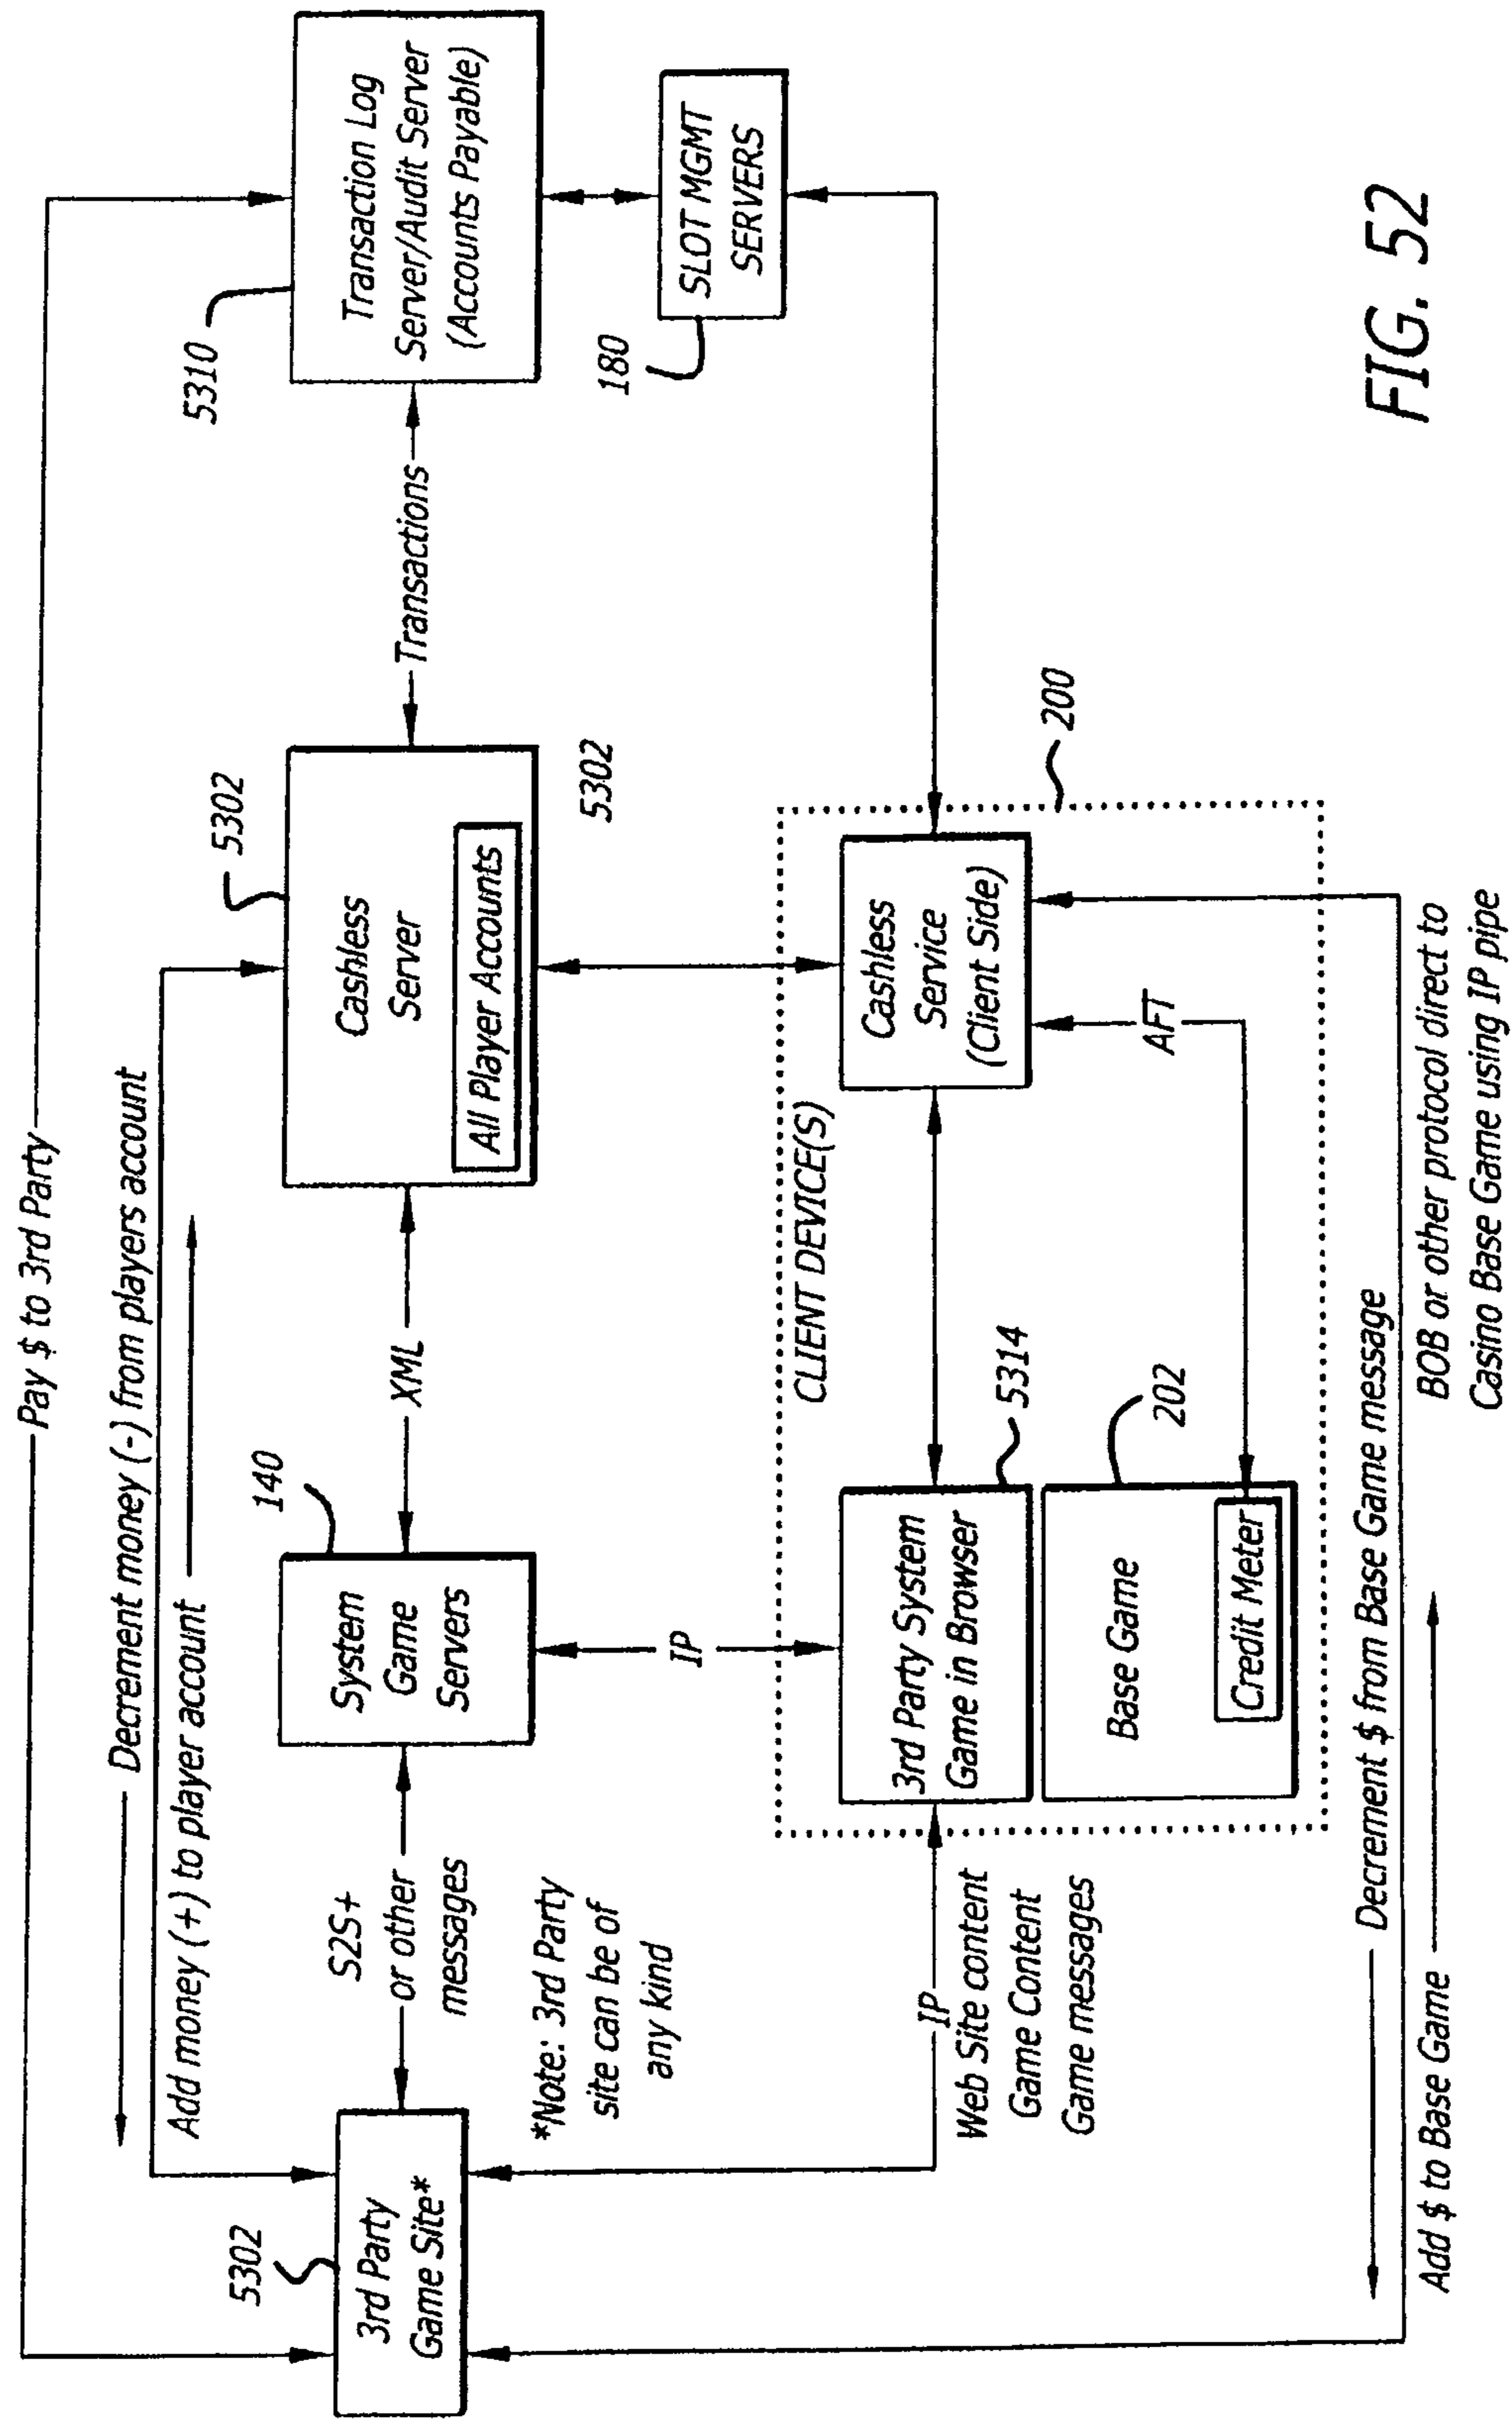 Pay $ to 3rd Party
Decrement money (-) from players account
Add money (+) to player account
5302
3rd Party
Game Site*
S2S+
or other
messages
*Note: 3rd Party
site can be of
any kind
140
System
Game
Servers
XML
5302
Cashless
Server
All Player Accounts
5302
Transactions
5310
Transaction Log
Server/Audit Server
(Accounts Payable)
180
SLOT MGMT
SERVERS
IP
IP
Web Site content
Game Content
Game messages
CLIENT DEVICE(S)
200
3rd Party System
Game in Browser
5314
Base Game
202
Credit Meter
Cashless
Service
(Client Side)
AFT
Decrement $ from Base Game message
Add $ to Base Game
BOB or other protocol direct to
Casino Base Game using IP pipe
FIG. 52